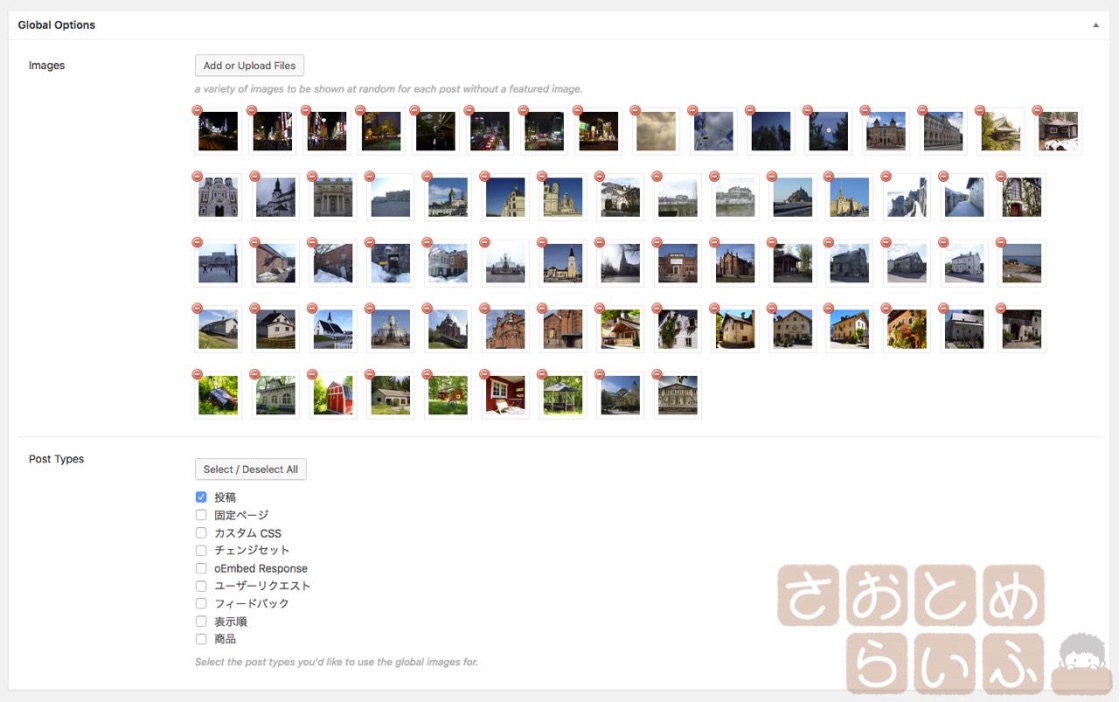 Global Options
Images
Add or Upload Files
a variety of images to be shown at random for each post without a featured image.
Post Types
Select / Deselect All
投稿
固定ページ
カスタム CSS
チェンジセット
oEmbed Response
ユーザーリクエスト
フィードバック
表示順
商品
Select the post types you'd like to use the global images for.
さおとめ
らいふ